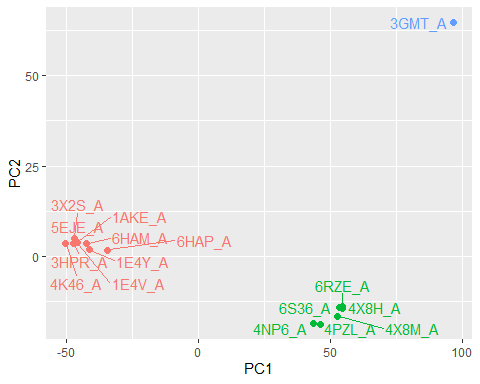 3GMT_A
50
25
0
PC2
3X2S_A
1AKE_A
5EJE_A
6HAM_A
6HAP_A
3HPR_A
1E4Y_A
4K46_A
1E4V_A
6RZE_A
6S36_A
4X8H_A
4NP6_A
4PZL_A
4X8M_A
-50
0
50
100
PC1